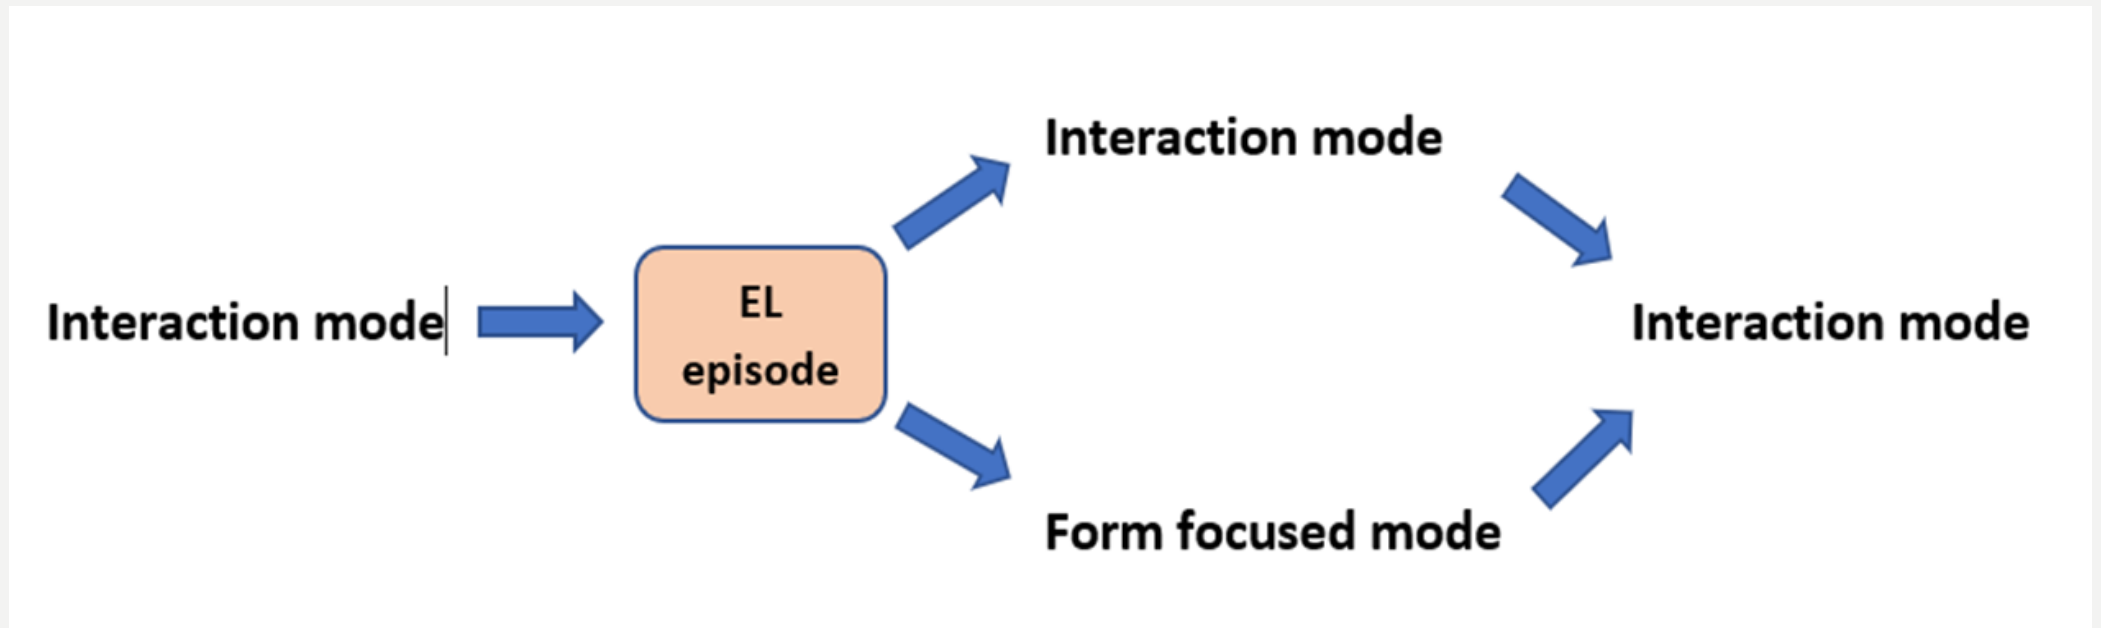 Interaction mode
EL
episode
Interaction mode
Form focused mode
Interaction mode